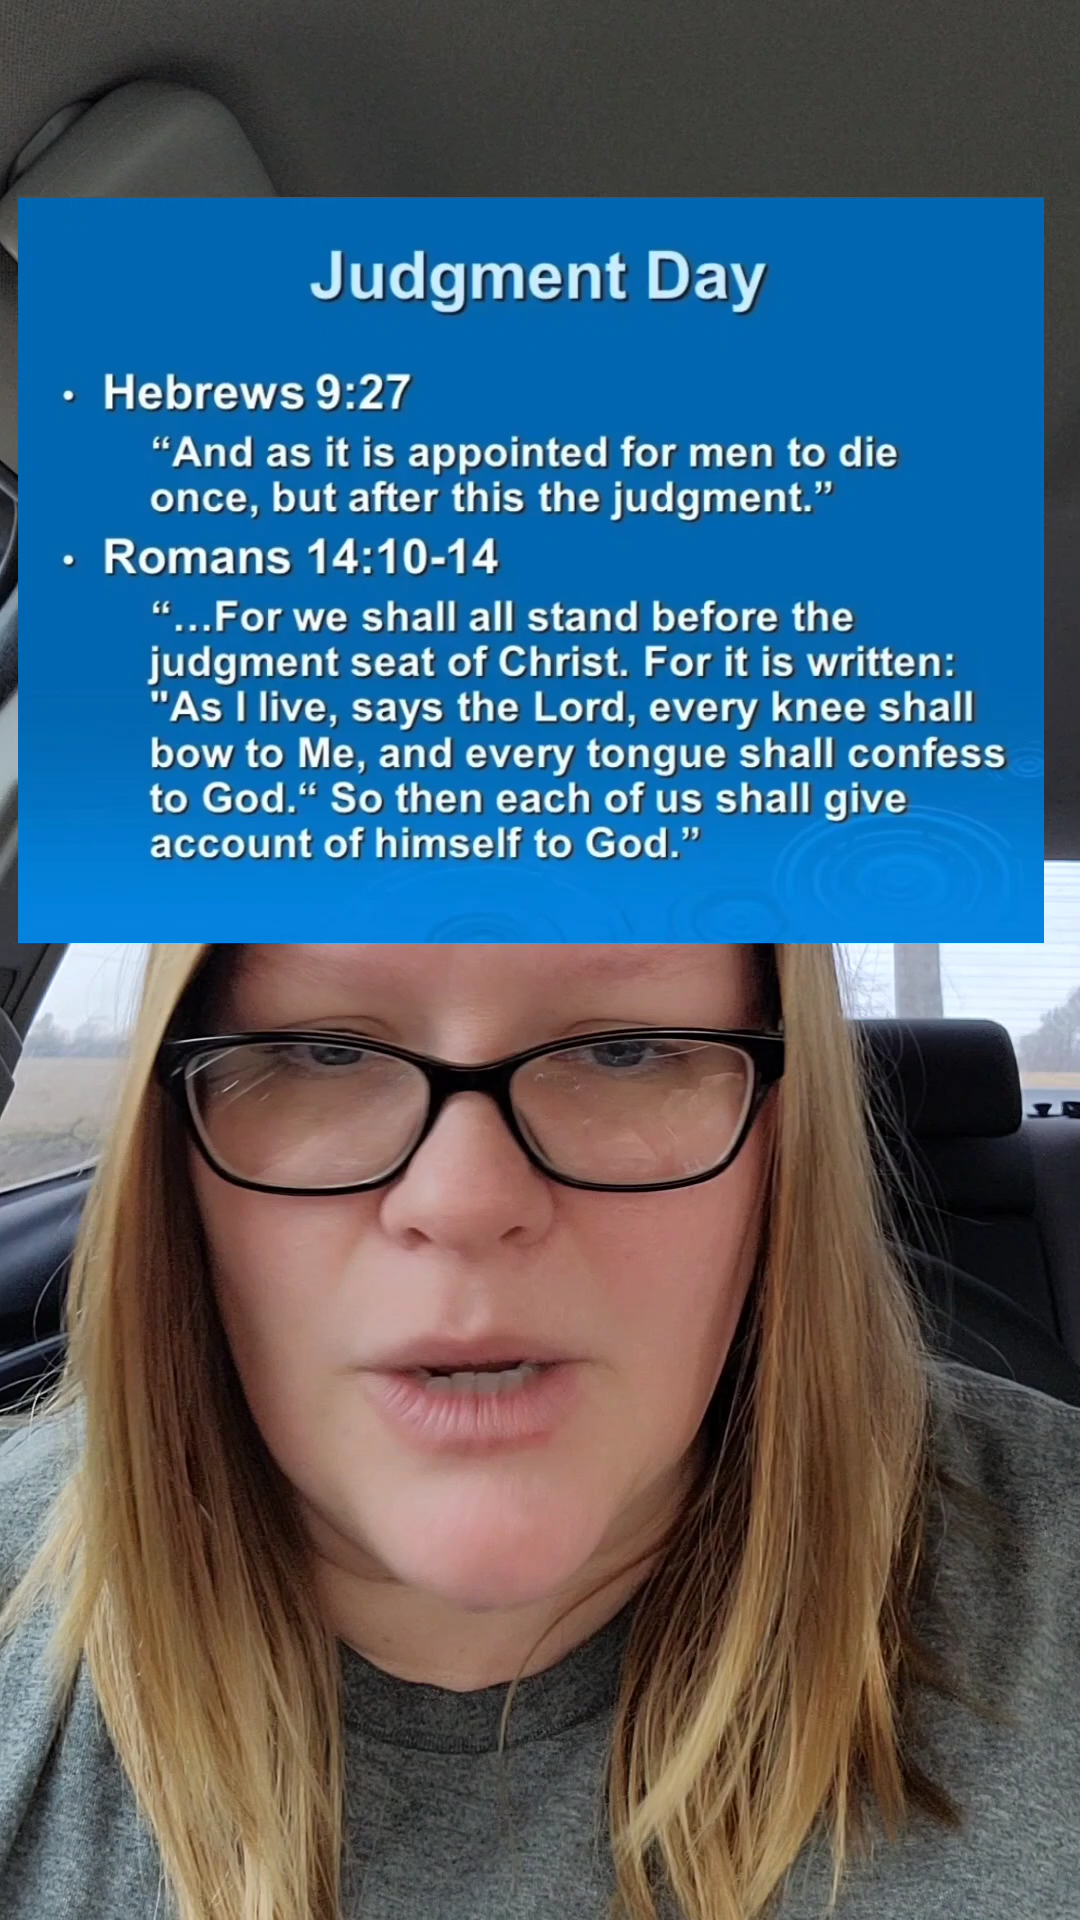 Judgment Day
• Hebrews 9:27
“And as it is appointed for men to die
once, but after this the judgment.”
• Romans 14:10-14
“…For we shall all stand before the
judgment seat of Christ. For it is written:
"As I live, says the Lord, every knee shall
bow to Me, and every tongue shall confess
to God.“ So then each of us shall give
account of himself to God.”